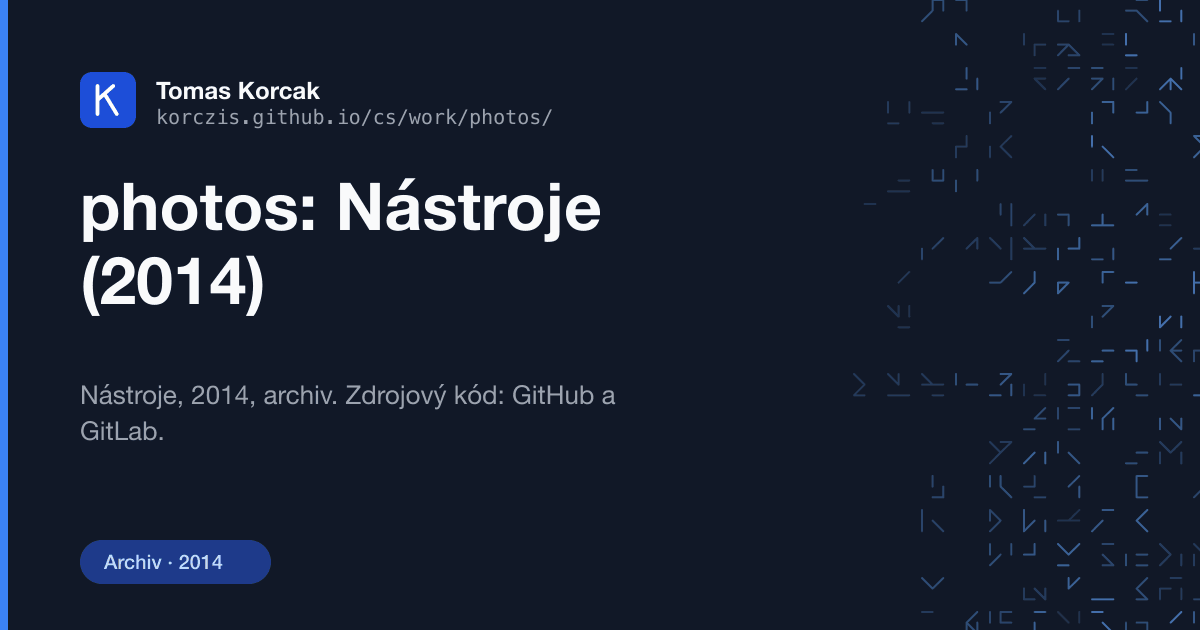 K
Tomas Korcak
korczis.github.io/cs/work/photos/
photos: Nástroje
(2014)
Nástroje, 2014, archiv. Zdrojový kód: GitHub a
GitLab.
Archiv · 2014